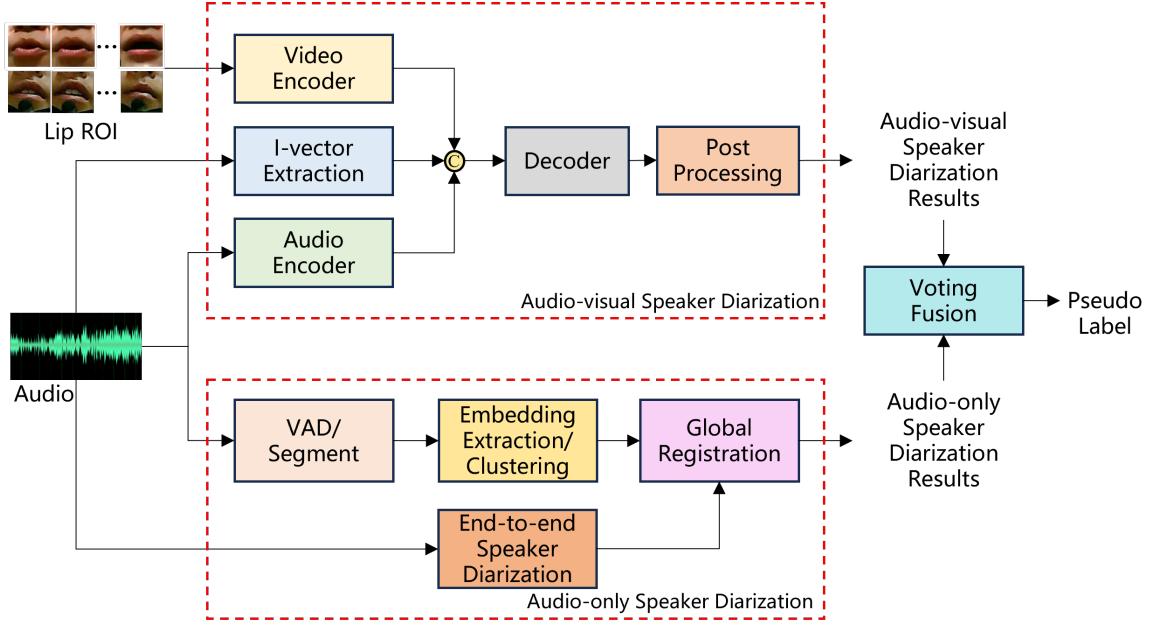 Lip ROI
Audio
Video
Encoder
I-vector
Extraction
Audio
Encoder
C
Decoder
Post
Processing
Audio-visual Speaker Diarization
Audio-visual
Speaker
Diarization
Results
Voting
Fusion
Pseudo
Label
VAD/
Segment
Embedding
Extraction/
Clustering
Global
Registration
End-to-end
Speaker
Diarization
Audio-only Speaker Diarization
Audio-only
Speaker
Diarization
Results